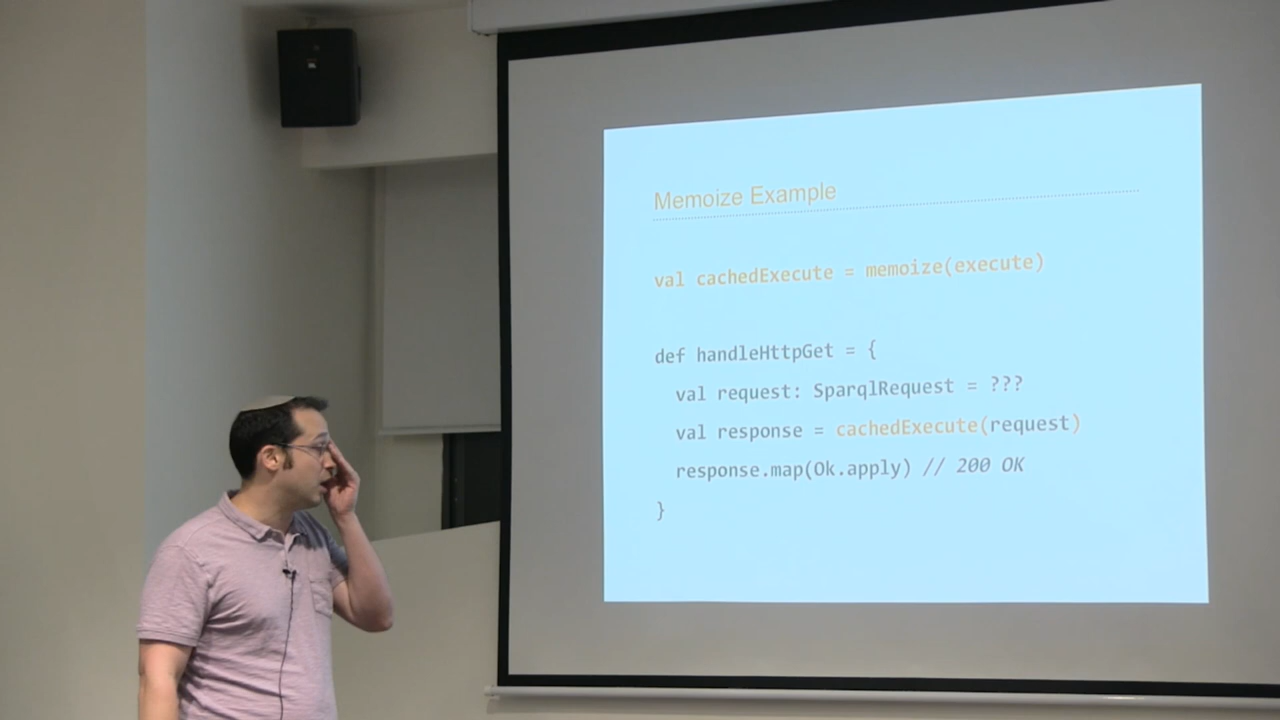 Memoize Example
val cachedExecute = memoize(execute)
def handleHttpGet = {
val request: SparqlRequest = ???
val response = cachedExecute(request)
response.map(Ok.apply) // 200 OK
}